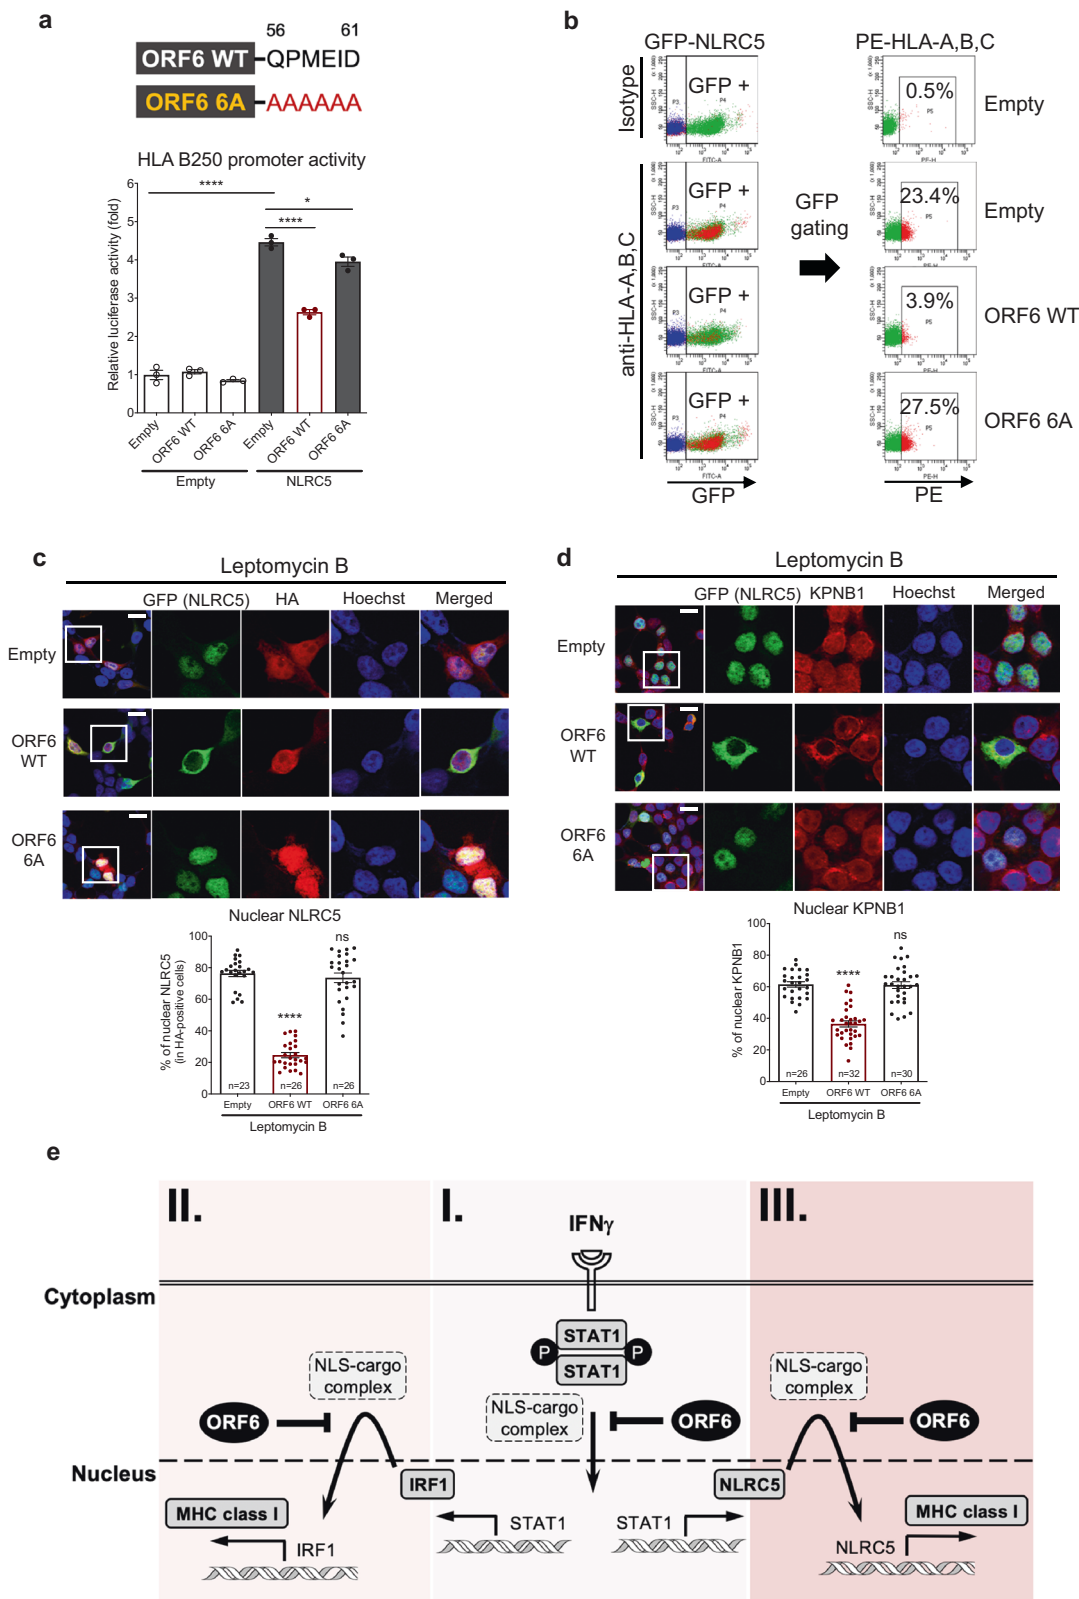 a
56 61
ORF6 WT QPMEID
ORF6 6A AAAAAA
HLA B250 promoter activity
Relative luciferase activity (fold)
6
5
4
3
2
1
0
****
*
****
Empty ORF6 WT ORF6 6A Empty ORF6 WT ORF6 6A
Empty NLRC5
b
GFP-NLRC5 PE-HLA-A,B,C
Isotype
GFP +
0.5%
Empty
anti-HLA-A,B,C
GFP +
GFP gating
23.4%
Empty
GFP +
3.9%
ORF6 WT
GFP +
27.5%
ORF6 6A
P3 P4 P5
SSC-H
FITC-A
PE-H
GFP PE
c
Leptomycin B
GFP (NLRC5) HA Hoechst Merged
Empty
ORF6
WT
ORF6
6A
Nuclear NLRC5
% of nuclear NLRC5
(in HA-positive cells)
100
80
60
40
20
0
****
ns
n=23 n=26 n=26
Empty ORF6 WT ORF6 6A
Leptomycin B
d
Leptomycin B
GFP (NLRC5) KPNB1 Hoechst Merged
Empty
ORF6
WT
ORF6
6A
Nuclear KPNB1
% of nuclear KPNB1
100
80
60
40
20
0
****
ns
n=26 n=32 n=30
Empty ORF6 WT ORF6 6A
Leptomycin B
e
II. I. III.
IFNγ
Cytoplasm
STAT1
P P
STAT1
NLS-cargo
complex
NLS-cargo
complex
NLS-cargo
complex
ORF6 ORF6 ORF6
Nucleus
IRF1 NLRC5
MHC class I MHC class I
IRF1 STAT1 STAT1 NLRC5